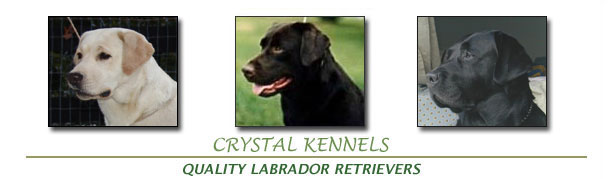 CRYSTAL KENNELS
QUALITY LABRADOR RETRIEVERS